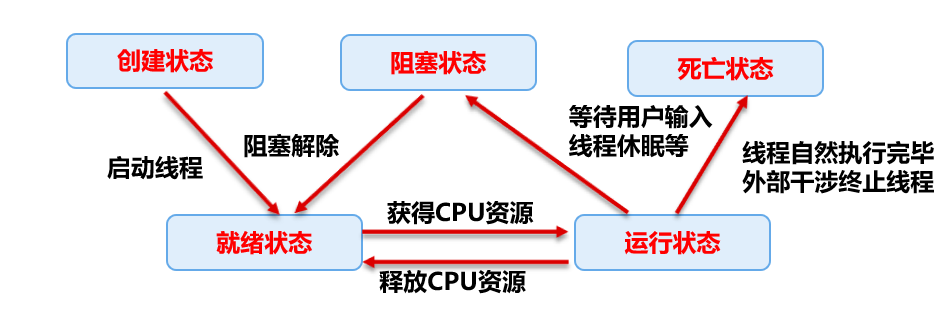 创建状态
阻塞状态
死亡状态
启动线程
阻塞解除
等待用户输入
线程休眠等
线程自然执行完毕
外部干涉终止线程
就绪状态
获得CPU资源
运行状态
释放CPU资源